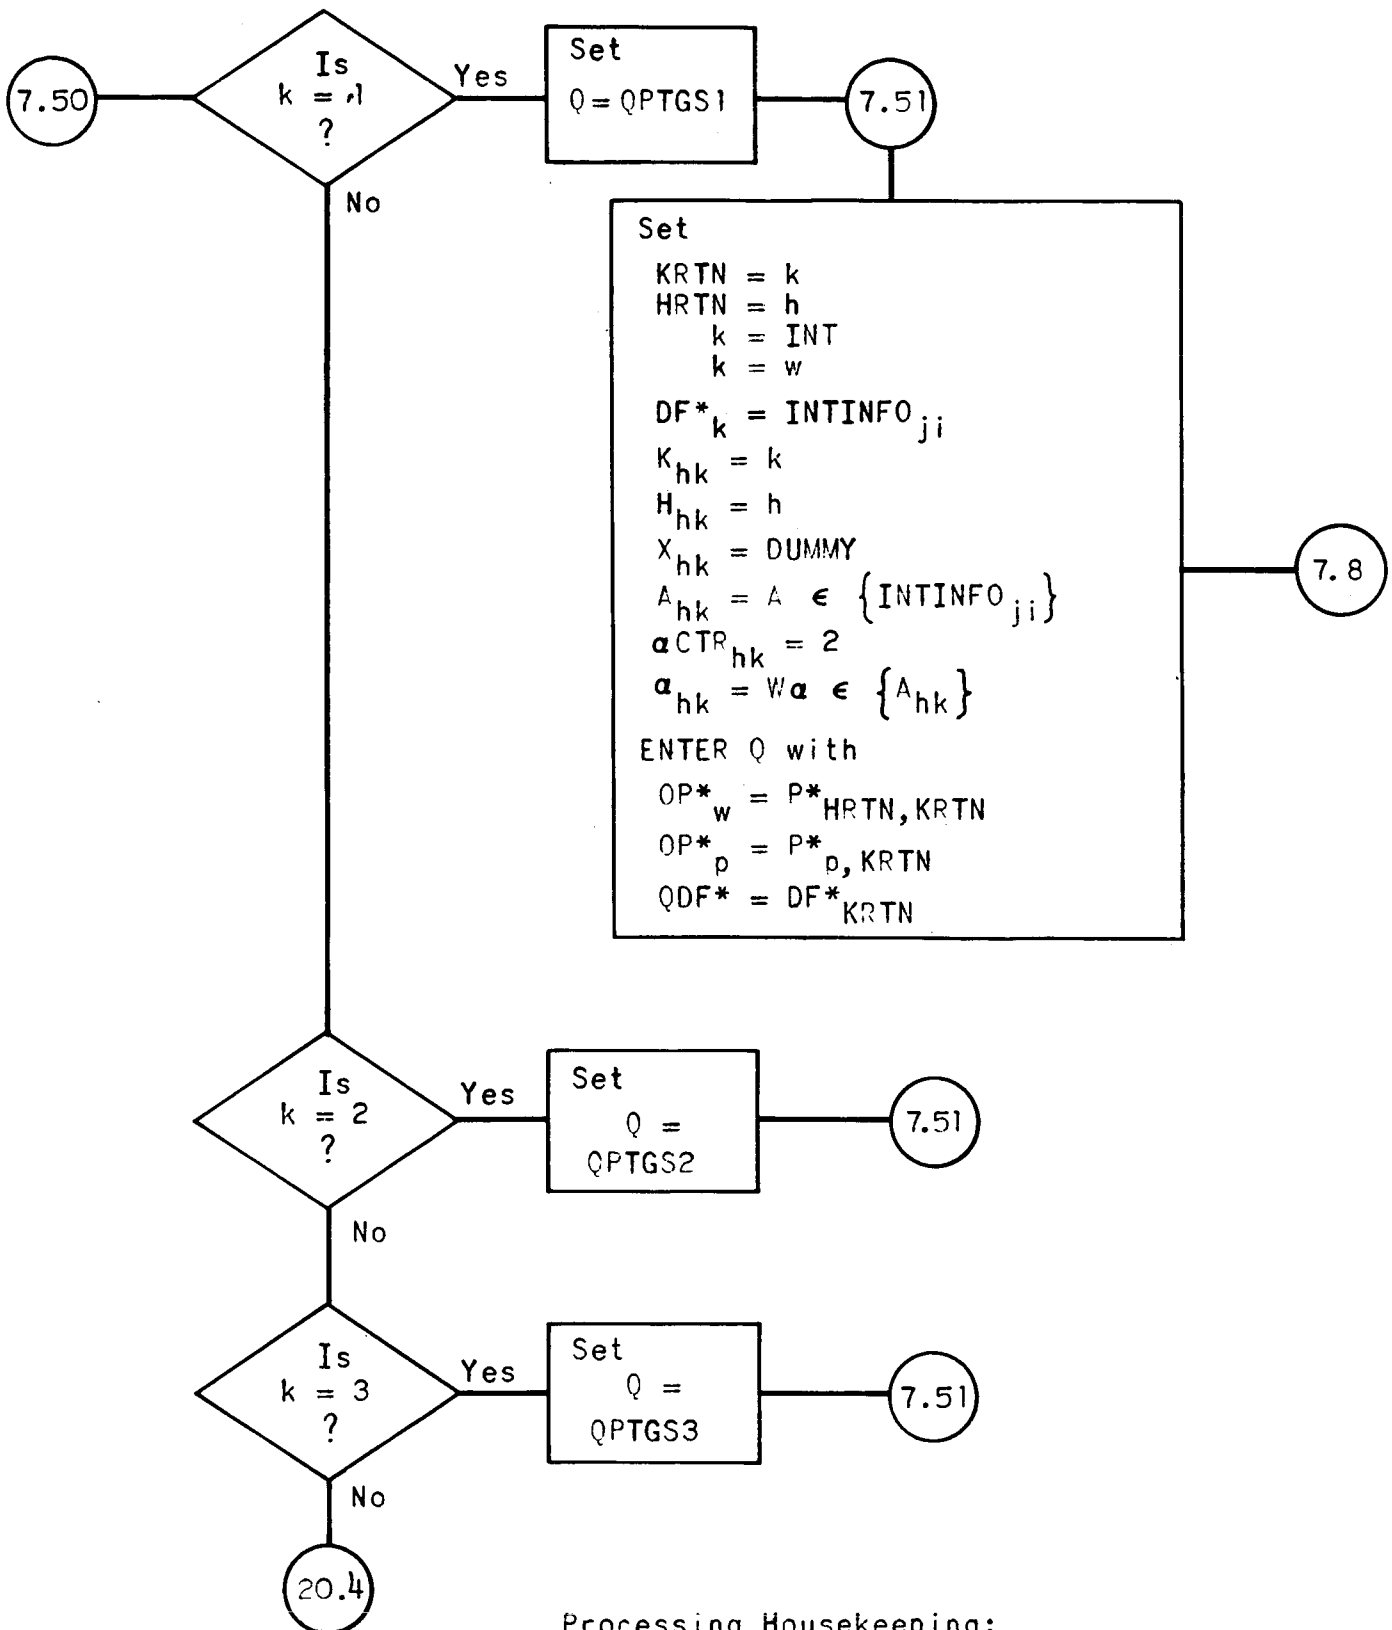 7.50
Is
k = 1
?
Yes
No
Set
Q = QPTGS1
7.51
Set
KRTN = k
HRTN = h
k = INT
k = w
DF*k = INTINFOji
Khk = k
Hhk = h
Xhk = DUMMY
Ahk = A ϵ {INTINFOji}
αCTRhk = 2
αhk = Wα ϵ {Ahk}
ENTER Q with
OP*w = P*HRTN,KRTN
OP*p = P*p,KRTN
QDF* = DF*KRTN
7.8
Is
k = 2
?
Yes
No
Set
Q =
QPTGS2
7.51
Is
k = 3
?
Yes
No
Set
Q =
QPTGS3
7.51
20.4
Processing Housekeeping: